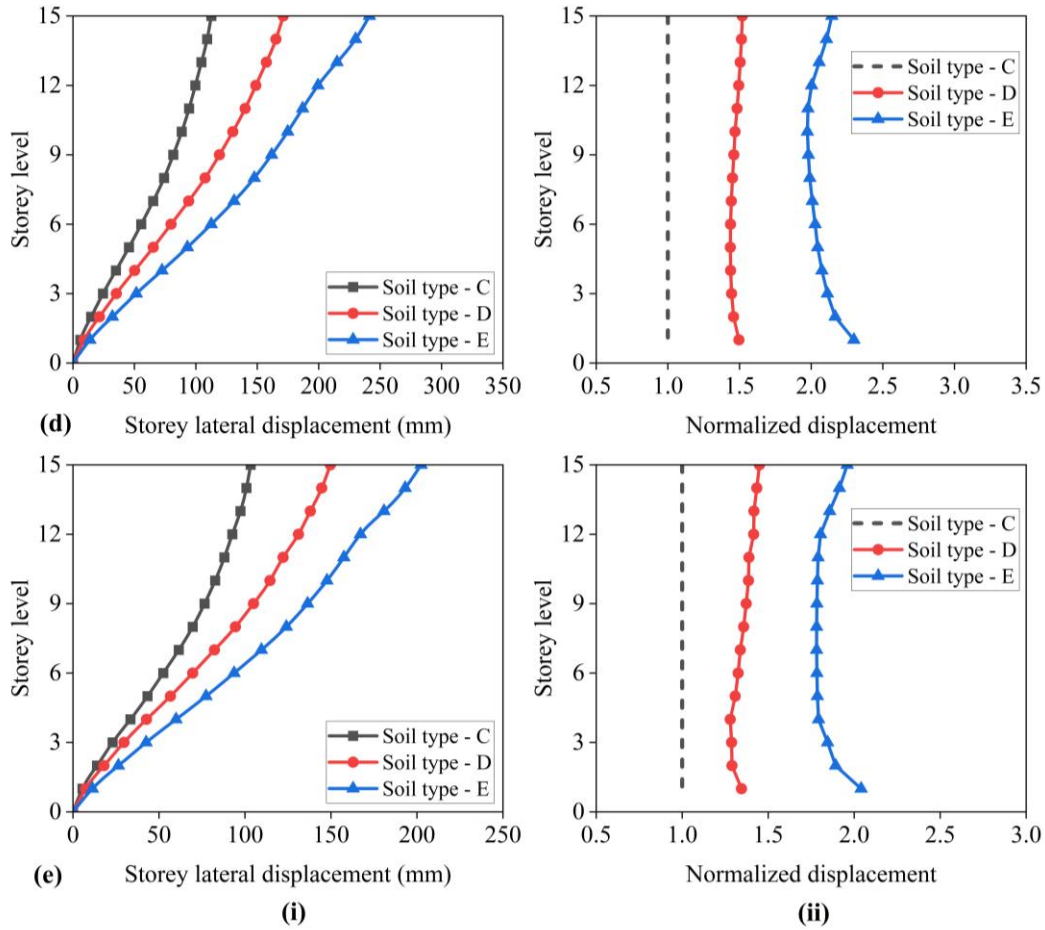 15
12
9
6
3
0
Storey level
Soil type - C
Soil type - D
Soil type - E
0 50 100 150 200 250 300 350
Storey lateral displacement (mm)
(d)
15
12
9
6
3
0
Storey level
Soil type - C
Soil type - D
Soil type - E
0.5 1.0 1.5 2.0 2.5 3.0 3.5
Normalized displacement
15
12
9
6
3
0
Storey level
Soil type - C
Soil type - D
Soil type - E
0 50 100 150 200 250
Storey lateral displacement (mm)
(e)
(i)
15
12
9
6
3
0
Storey level
Soil type - C
Soil type - D
Soil type - E
0.5 1.0 1.5 2.0 2.5 3.0
Normalized displacement
(ii)